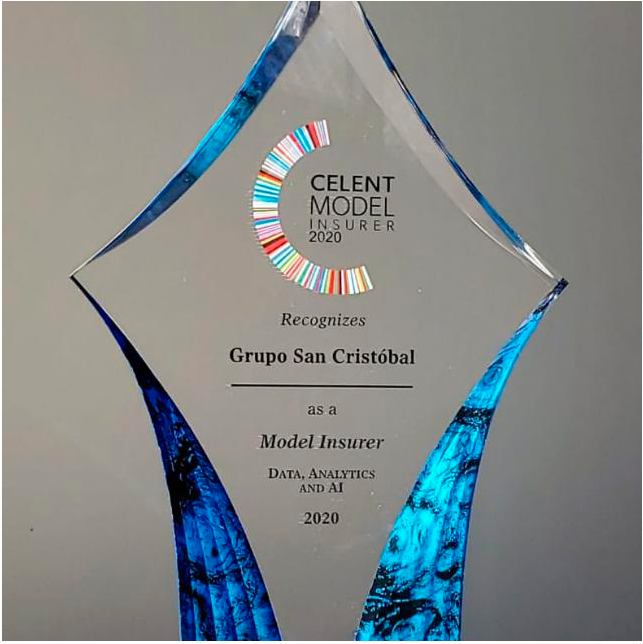 CELENT
MODEL
INSURER
2020
Recognizes
Grupo San Cristóbal
as a
Model Insurer
DATA, ANALYTICS
AND AI
2020